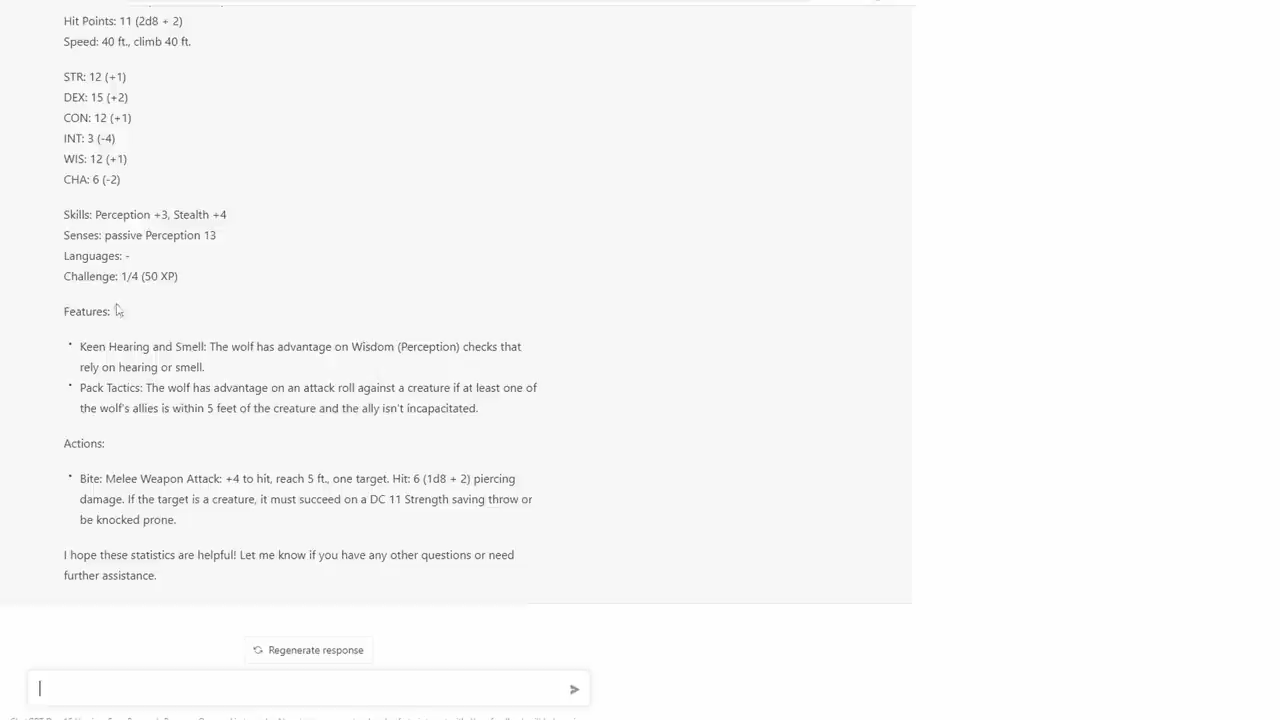 Hit Points: 11 (2d8 + 2)
Speed: 40 ft., climb 40 ft.
STR: 12 (+1)
DEX: 15 (+2)
CON: 12 (+1)
INT: 3 (-4)
WIS: 12 (+1)
CHA: 6 (-2)
Skills: Perception +3, Stealth +4
Senses: passive Perception 13
Languages: -
Challenge: 1/4 (50 XP)
Features:
• Keen Hearing and Smell: The wolf has advantage on Wisdom (Perception) checks that
rely on hearing or smell.
• Pack Tactics: The wolf has advantage on an attack roll against a creature if at least one of
the wolf's allies is within 5 feet of the creature and the ally isn't incapacitated.
Actions:
• Bite: Melee Weapon Attack: +4 to hit, reach 5 ft., one target. Hit: 6 (1d8 + 2) piercing
damage. If the target is a creature, it must succeed on a DC 11 Strength saving throw or
be knocked prone.
I hope these statistics are helpful! Let me know if you have any other questions or need
further assistance.
Regenerate response